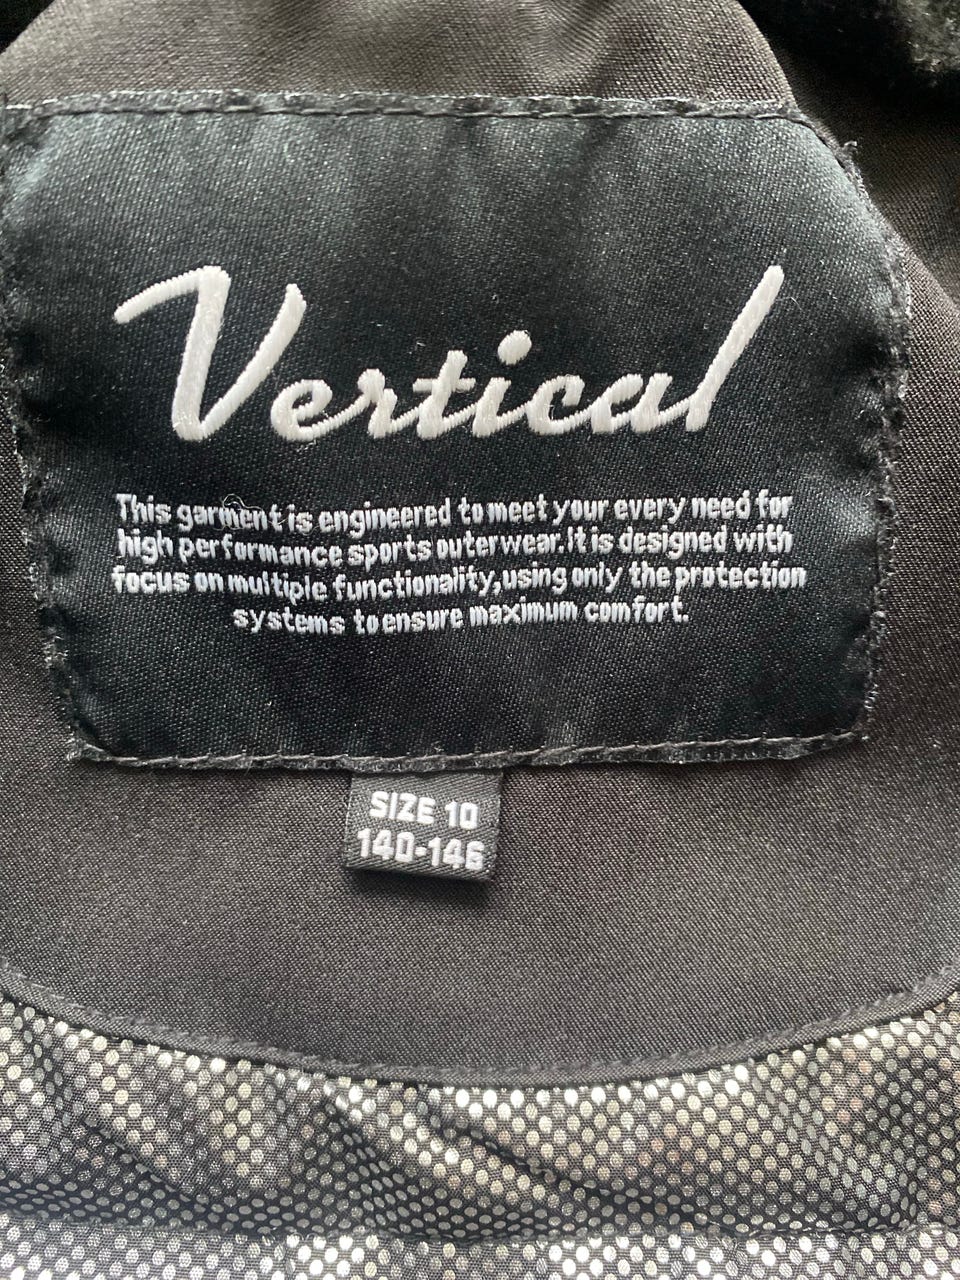 Vertical
This garment is engineered to meet your every need for
high performance sports outerwear. It is designed with
focus on multiple functionality, using only the protection
systems to ensure maximum comfort.
SIZE 10
140-146